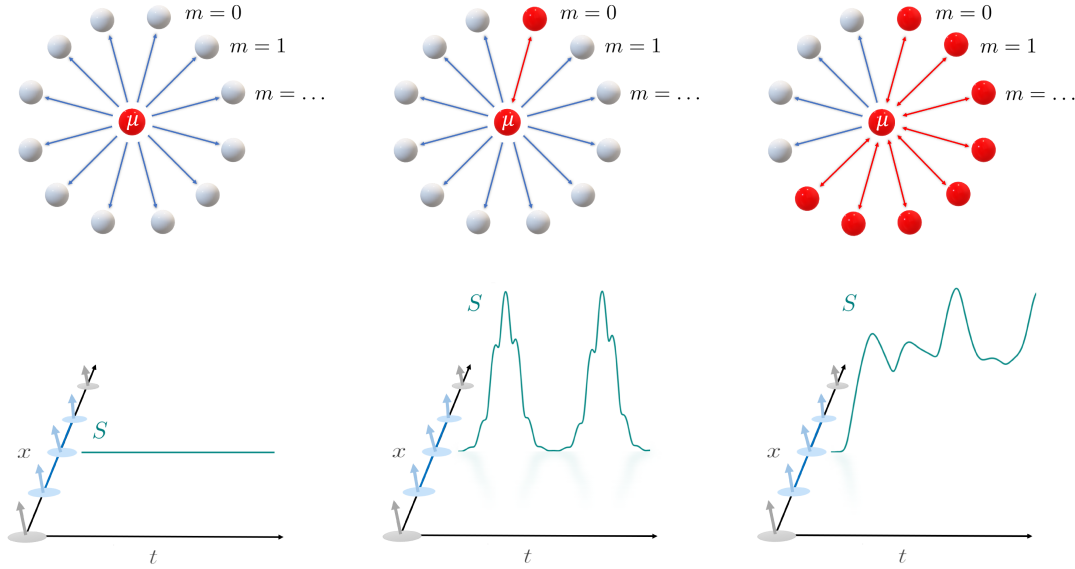 m = 0
m = 1
m = ...
μ
m = 0
m = 1
m = ...
μ
m = 0
m = 1
m = ...
μ
S
x
t
S
x
t
S
x
t